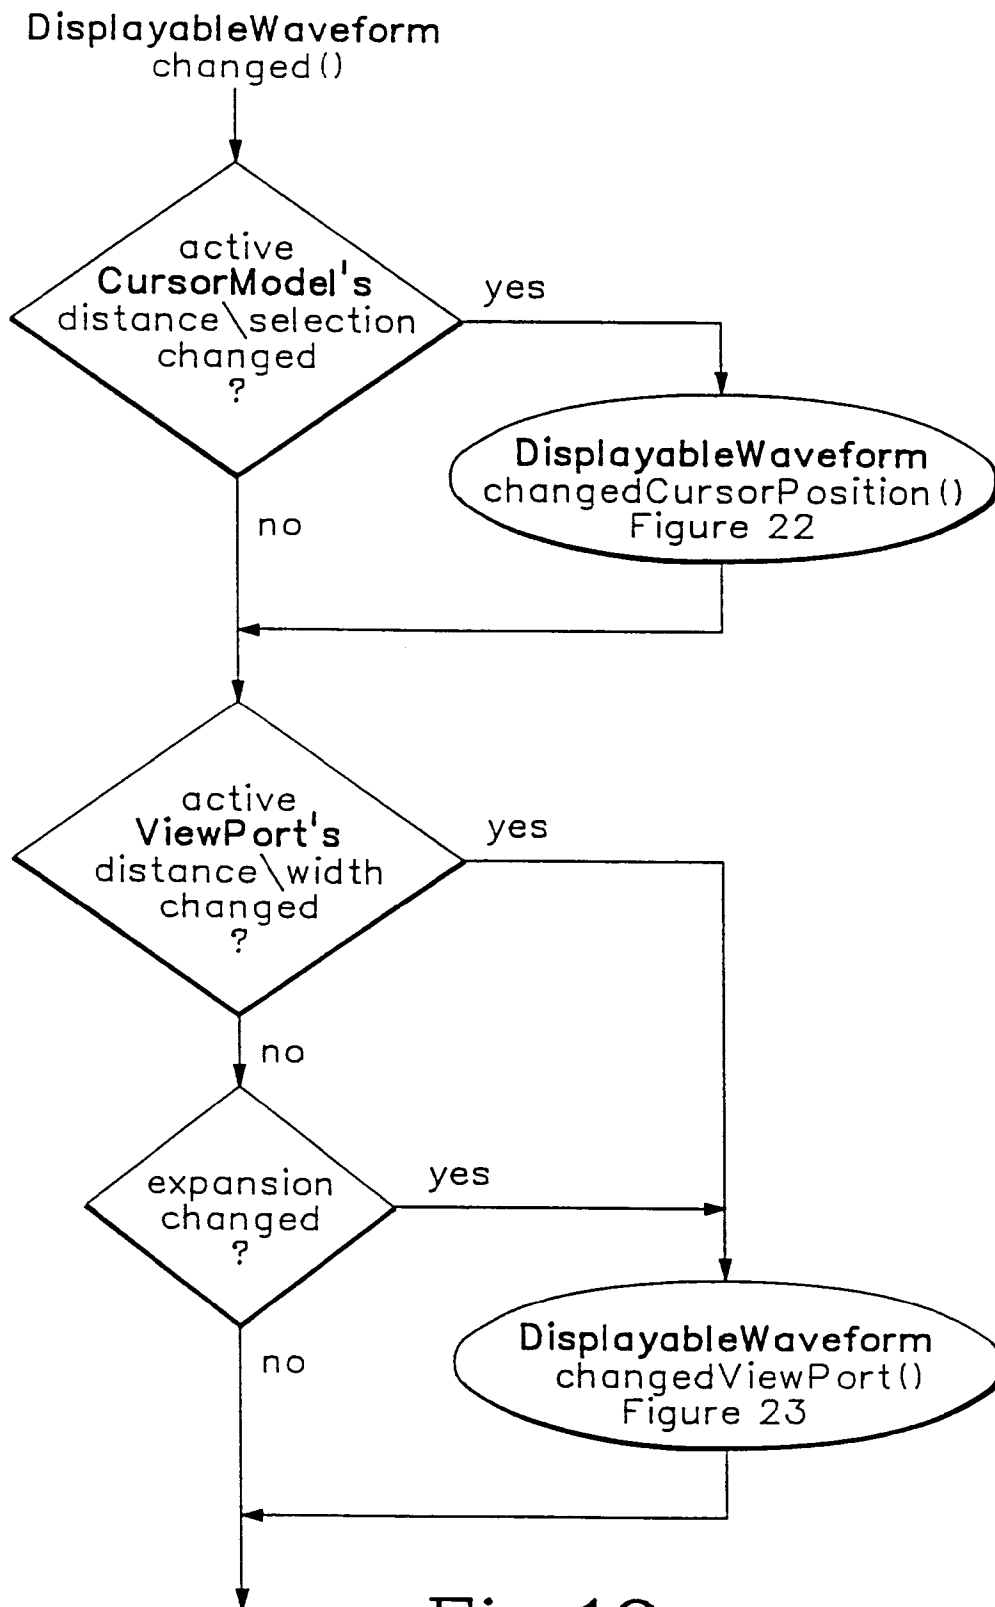 DisplayableWaveform
changed()
active
CursorModel's
distance\selection
changed
?
yes
DisplayableWaveform
changedCursorPosition()
Figure 22
no
active
ViewPort's
distance\width
changed
?
yes
no
expansion
changed
?
yes
DisplayableWaveform
changedViewPort()
Figure 23
no